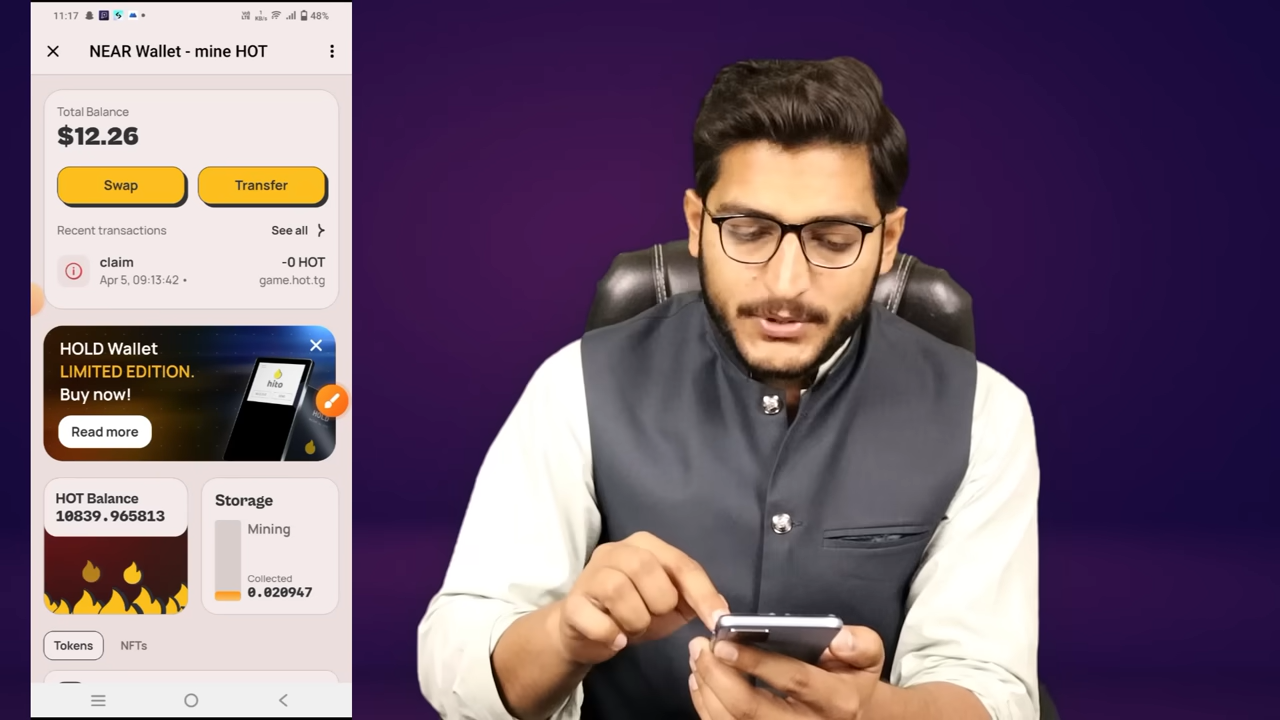 11:17
48%
NEAR Wallet - mine HOT
Total Balance
$12.26
Swap
Transfer
Recent transactions
See all
claim
-0 HOT
Apr 5, 09:13:42 •
game.hot.tg
HOLD Wallet
LIMITED EDITION.
Buy now!
hito
Read more
HOT Balance
10839.965813
Storage
Mining
Collected
0.020947
Tokens
NFTs